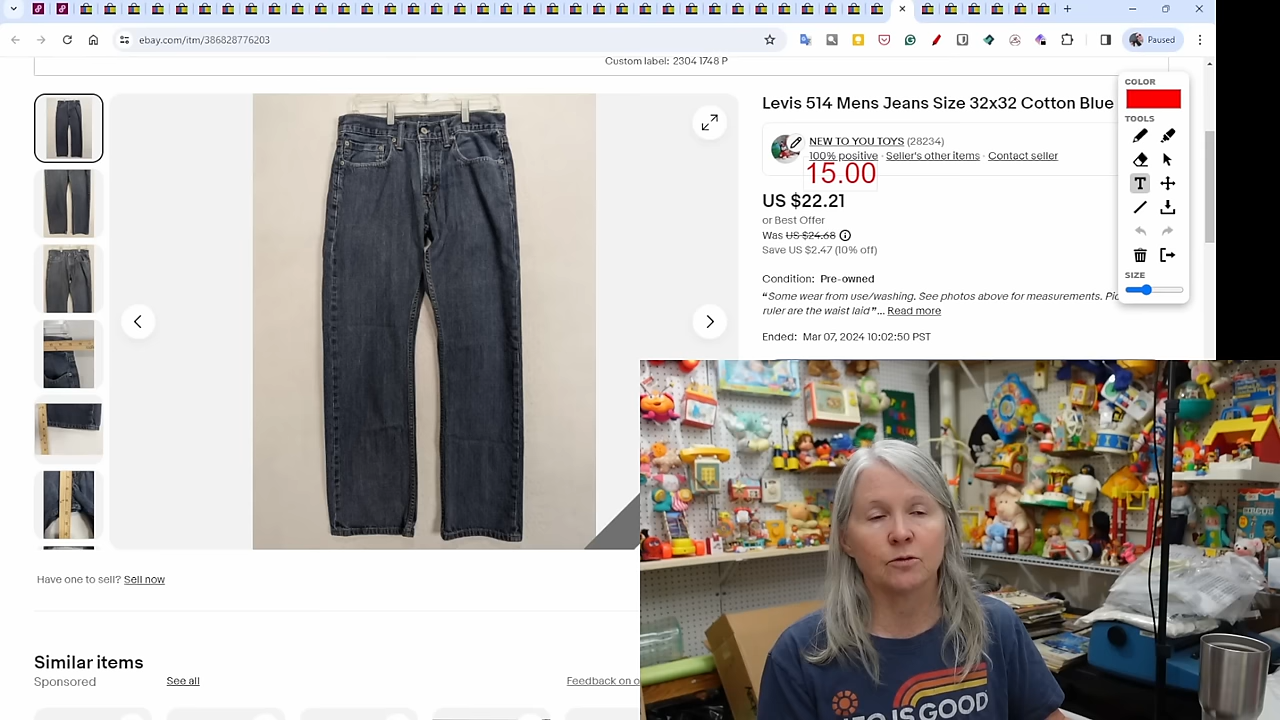 ebay.com/itm/386828776203
Paused
Custom label: 2304 1748 P
COLOR
TOOLS
SIZE
Levis 514 Mens Jeans Size 32x32 Cotton Blue
NEW TO YOU TOYS (28234)
100% positive · Seller's other items · Contact seller
15.00
US $22.21
or Best Offer
Was US $24.68
Save US $2.47 (10% off)
Condition: Pre-owned
“Some wear from use/washing. See photos above for measurements. Pic
ruler are the waist laid”... Read more
Ended: Mar 07, 2024 10:02:50 PST
Have one to sell? Sell now
Similar items
Sponsored See all Feedback on o
IS GOOD